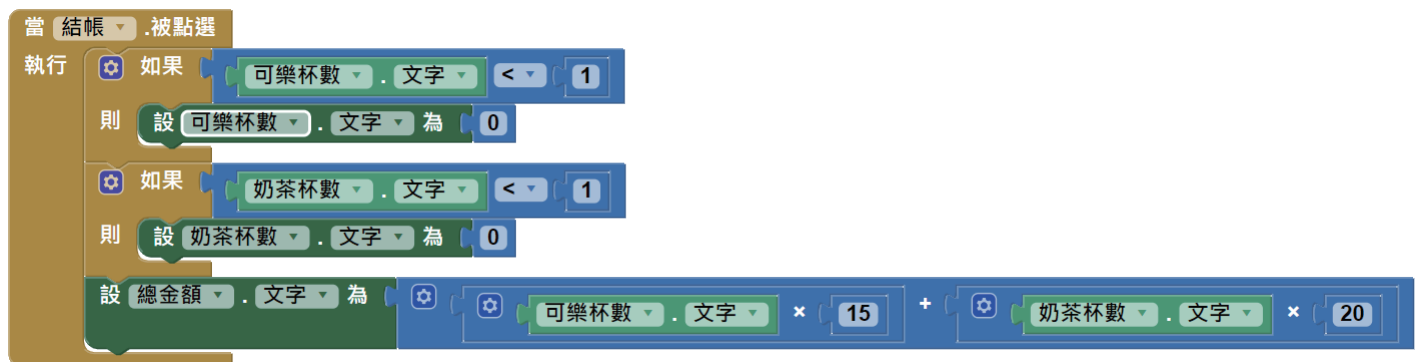 當 結帳 .被點選
執行 如果 可樂杯數 . 文字 < 1
則 設 可樂杯數 . 文字 為 0
如果 奶茶杯數 . 文字 < 1
則 設 奶茶杯數 . 文字 為 0
設 總金額 . 文字 為 可樂杯數 . 文字 × 15 + 奶茶杯數 . 文字 × 20